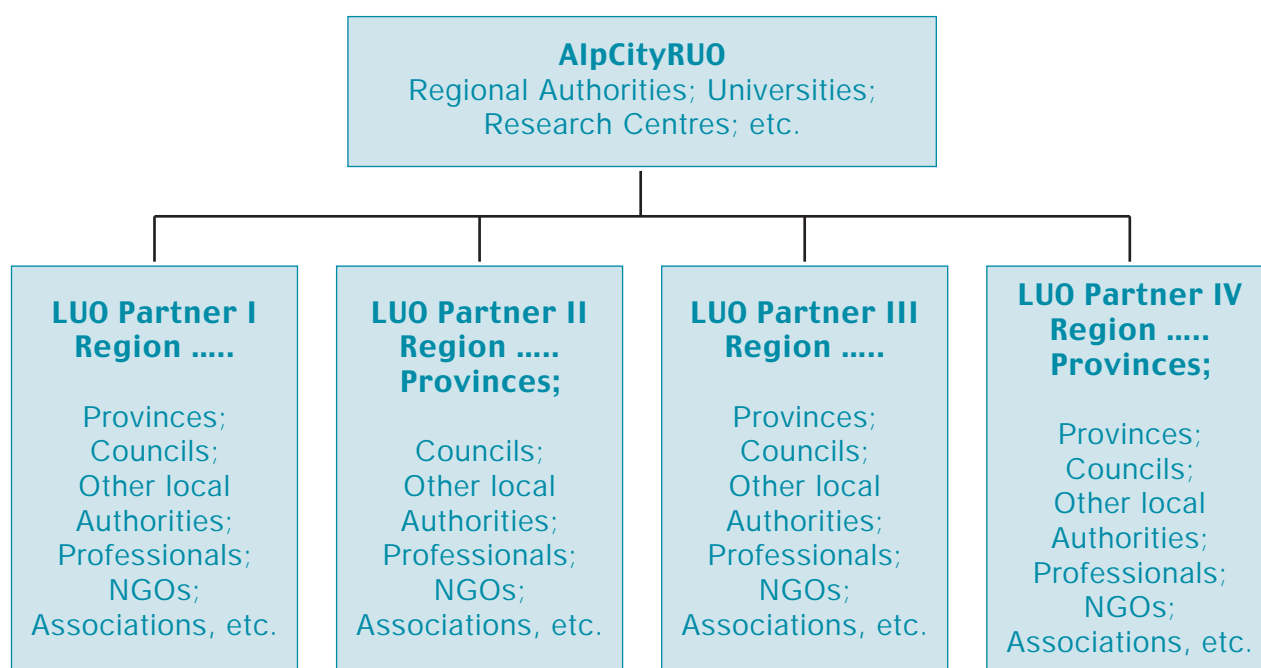 AlpCityRUO
Regional Authorities; Universities;
Research Centres; etc.
LUO Partner I
Region .....
Provinces;
Councils;
Other local
Authorities;
Professionals;
NGOs;
Associations, etc.
LUO Partner II
Region .....
Provinces;
Councils;
Other local
Authorities;
Professionals;
NGOs;
Associations, etc.
LUO Partner III
Region .....
Provinces;
Councils;
Other local
Authorities;
Professionals;
NGOs;
Associations, etc.
LUO Partner IV
Region .....
Provinces;
Provinces;
Councils;
Other local
Authorities;
Professionals;
NGOs;
Associations, etc.